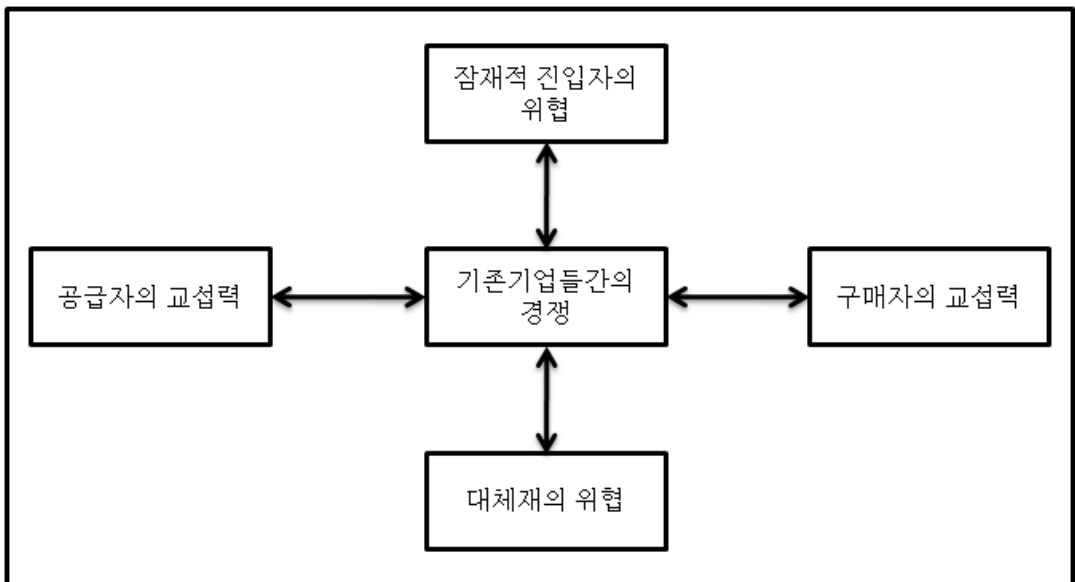 잠재적 진입자의
위협
공급자의 교섭력
기존기업들간의
경쟁
구매자의 교섭력
대체재의 위협